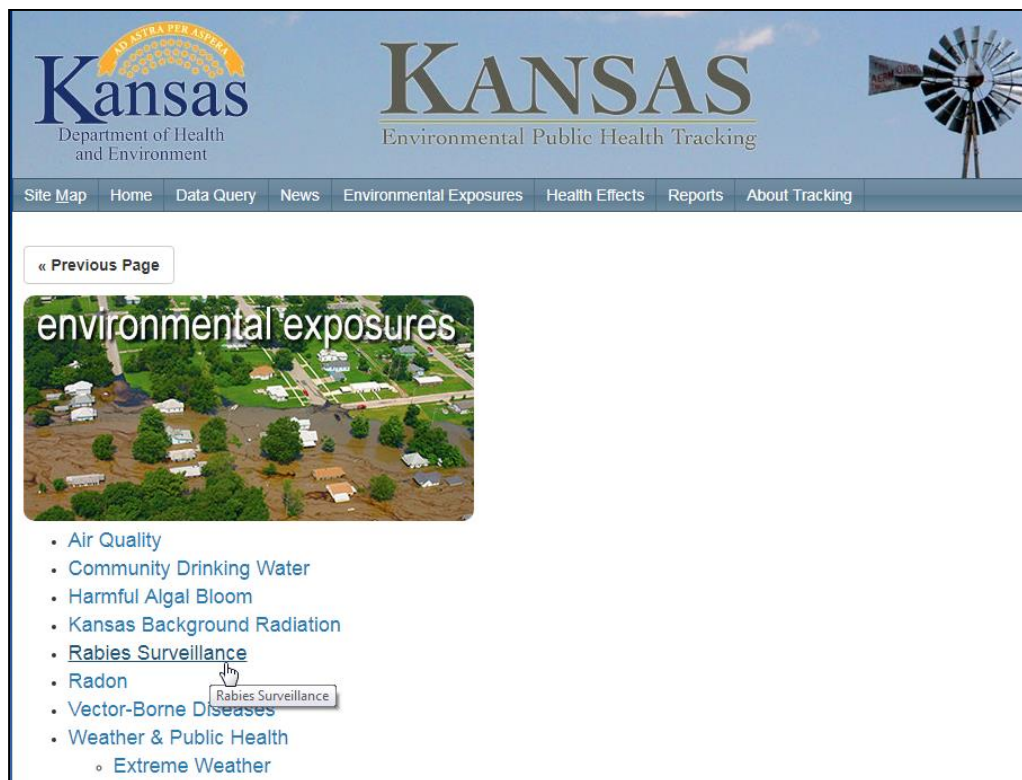 AD ASTRA PER ASPERA
Kansas
Department of Health
and Environment
KANSAS
Environmental Public Health Tracking
Site Map Home Data Query News Environmental Exposures Health Effects Reports About Tracking
« Previous Page
environmental exposures
• Air Quality
• Community Drinking Water
• Harmful Algal Bloom
• Kansas Background Radiation
• Rabies Surveillance
• Radon
Rabies Surveillance
• Vector-Borne Diseases
• Weather & Public Health
◦ Extreme Weather